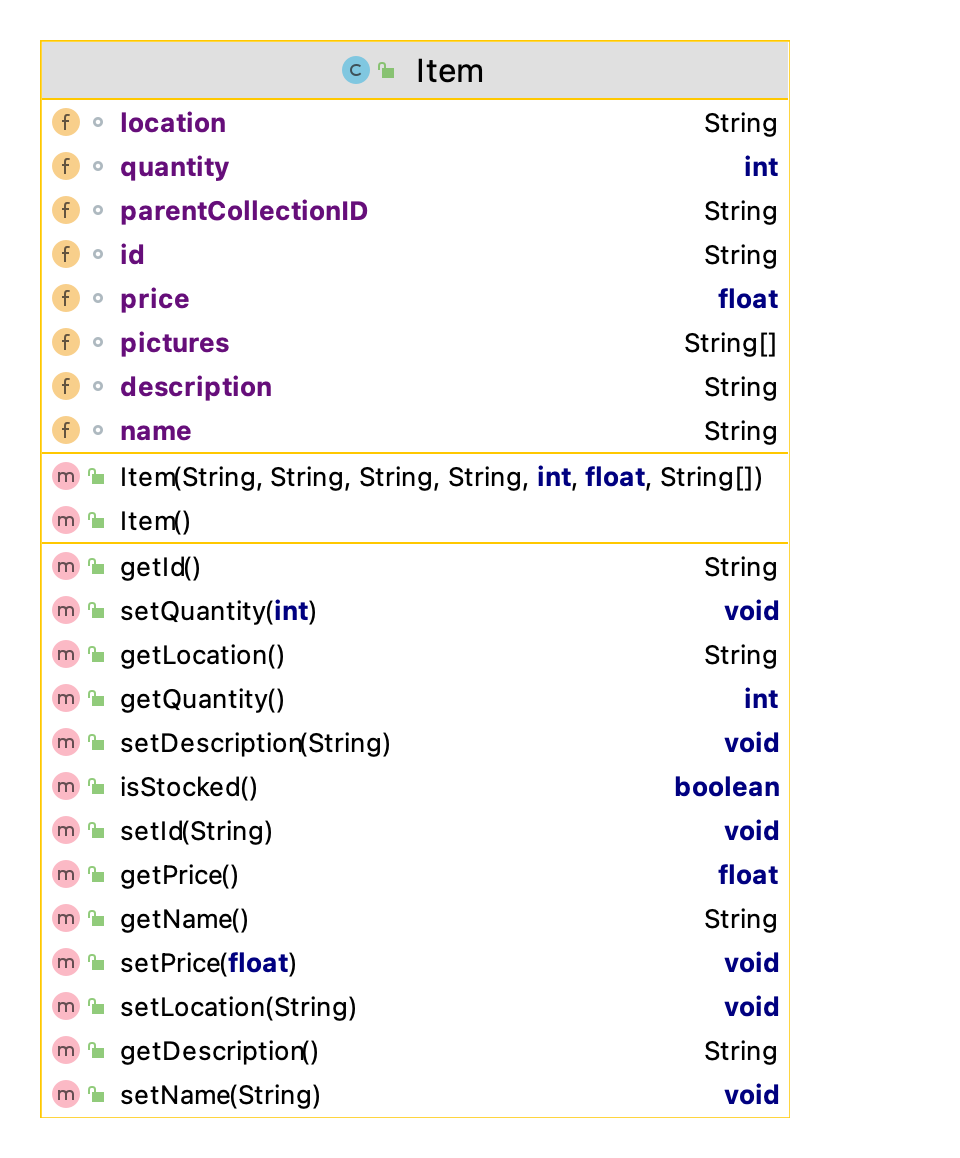 C Item
f location String
f quantity int
f parentCollectionID String
f id String
f price float
f pictures String[]
f description String
f name String
m Item(String, String, String, String, int, float, String[])
m Item()
m getId() String
m setQuantity(int) void
m getLocation() String
m getQuantity() int
m setDescription(String) void
m isStocked() boolean
m setId(String) void
m getPrice() float
m getName() String
m setPrice(float) void
m setLocation(String) void
m getDescription() String
m setName(String) void